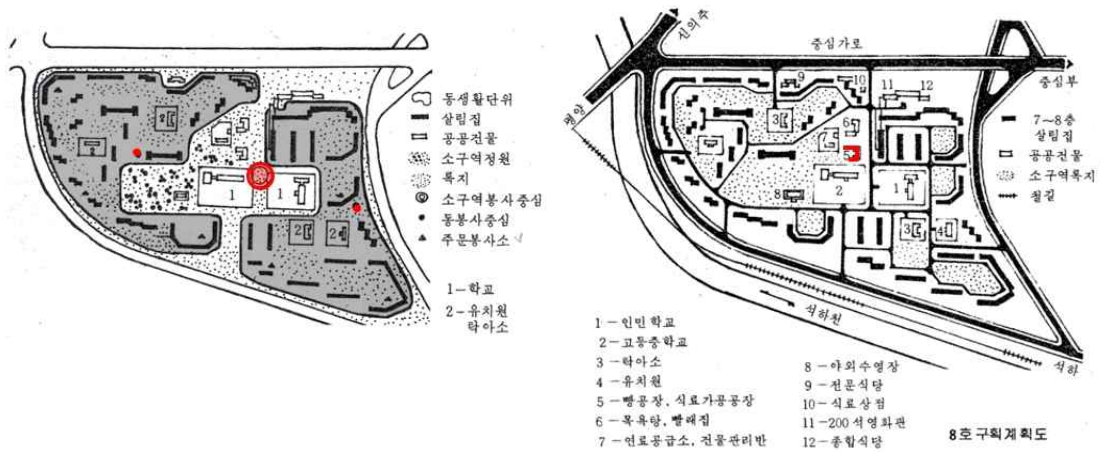 동생활단위
살림집
공공건물
소구역정원
록지
소구역봉사중심
동봉사중심
주문봉사소
1-학교
2-유치원
탁아소
2
2
1
1
2
2
신의주
중심가로
중심부
평양
석하천
석하
9
10
11
12
3
6
7
5
2
1
8
3
4
7~8층
살림집
공공건물
소구역록지
철길
1-인민학교
2-고등중학교
3-탁아소
4-유치원
5-빵공장, 식료가공공장
6-목욕탕, 빨래집
7-연료공급소, 건물관리반
8-야외수영장
9-전문식당
10-식료상점
11-200석영화관
12-종합식당
8호구획계획도